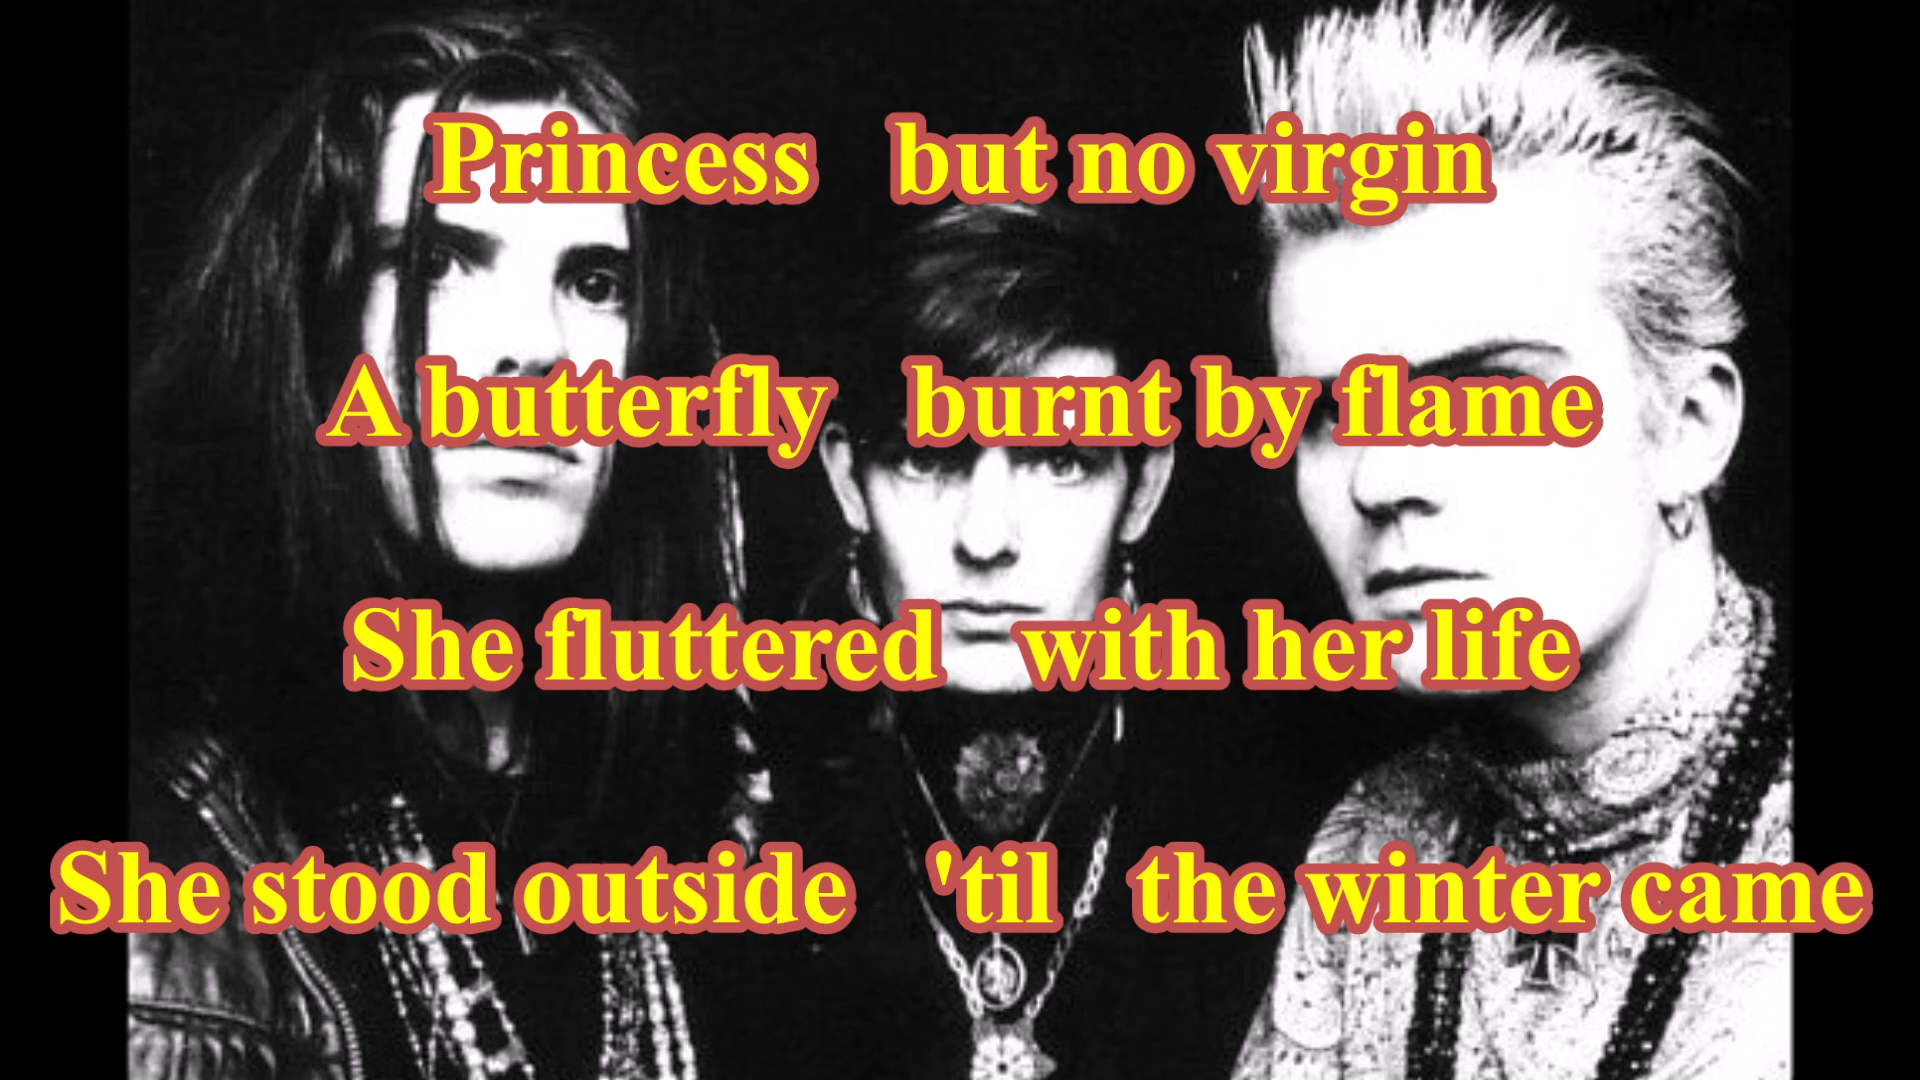 Princess but no virgin
A butterfly burnt by flame
She fluttered with her life
She stood outside 'til the winter came